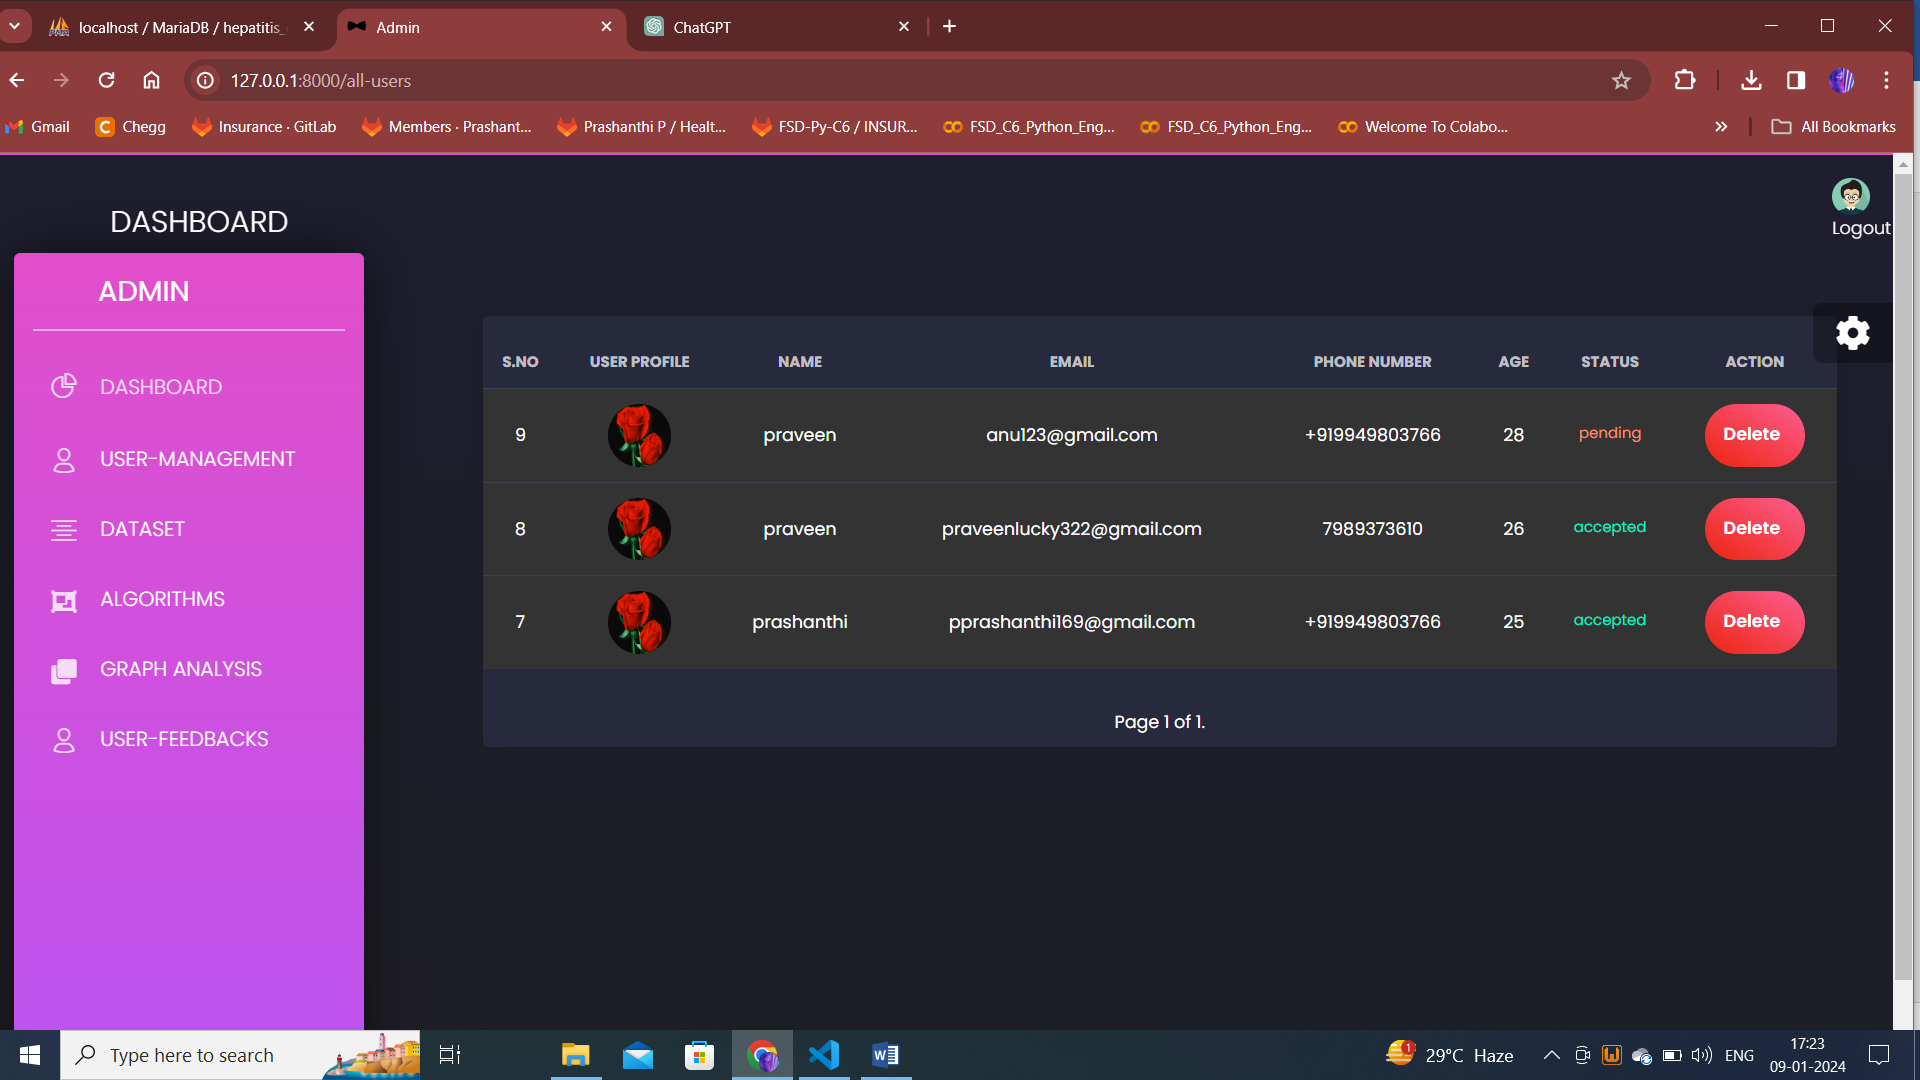 localhost / MariaDB / hepatitis_
Admin
ChatGPT
127.0.0.1:8000/all-users
Gmail
Chegg
Insurance · GitLab
Members · Prashant...
Prashanthi P / Healt...
FSD-Py-C6 / INSUR...
FSD_C6_Python_Eng...
FSD_C6_Python_Eng...
Welcome To Colabo...
All Bookmarks
Logout
DASHBOARD
ADMIN
DASHBOARD
USER-MANAGEMENT
DATASET
ALGORITHMS
GRAPH ANALYSIS
USER-FEEDBACKS
S.NO USER PROFILE NAME EMAIL PHONE NUMBER AGE STATUS ACTION
9 praveen anu123@gmail.com +919949803766 28 pending Delete
8 praveen praveenlucky322@gmail.com 7989373610 26 accepted Delete
7 prashanthi pprashanthi169@gmail.com +919949803766 25 accepted Delete
Page 1 of 1.
Type here to search
1
29°C Haze
ENG
17:23
09-01-2024